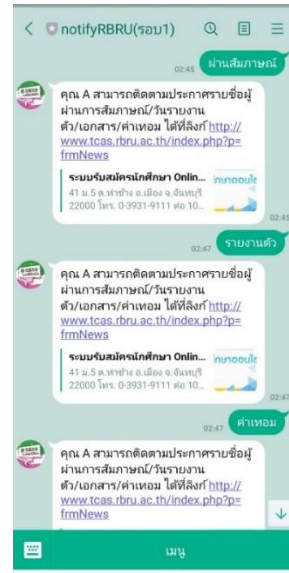 notifyRBRU(รอบ1)
ผ่านสัมภาษณ์
02:45
คุณ A สามารถติดตามประกาศรายชื่อผู้
ผ่านการสัมภาษณ์/วันรายงาน
ตัว/เอกสาร/ค่าเทอม ได้ที่ลิงก์ http://
www.tcas.rbru.ac.th/index.php?p=
frmNews
ระบบรับสมัครนักศึกษา Onlin...
41 ม.5 ต.ท่าช้าง อ.เมือง จ.จันทบุรี
22000 โทร. 0-3931-9111 ต่อ 10...
02:45
รายงานตัว
02:47
คุณ A สามารถติดตามประกาศรายชื่อผู้
ผ่านการสัมภาษณ์/วันรายงาน
ตัว/เอกสาร/ค่าเทอม ได้ที่ลิงก์ http://
www.tcas.rbru.ac.th/index.php?p=
frmNews
ระบบรับสมัครนักศึกษา Onlin...
41 ม.5 ต.ท่าช้าง อ.เมือง จ.จันทบุรี
22000 โทร. 0-3931-9111 ต่อ 10...
02:47
ค่าเทอม
02:47
คุณ A สามารถติดตามประกาศรายชื่อผู้
ผ่านการสัมภาษณ์/วันรายงาน
ตัว/เอกสาร/ค่าเทอม ได้ที่ลิงก์ http://
www.tcas.rbru.ac.th/index.php?p=
frmNews
เมนู